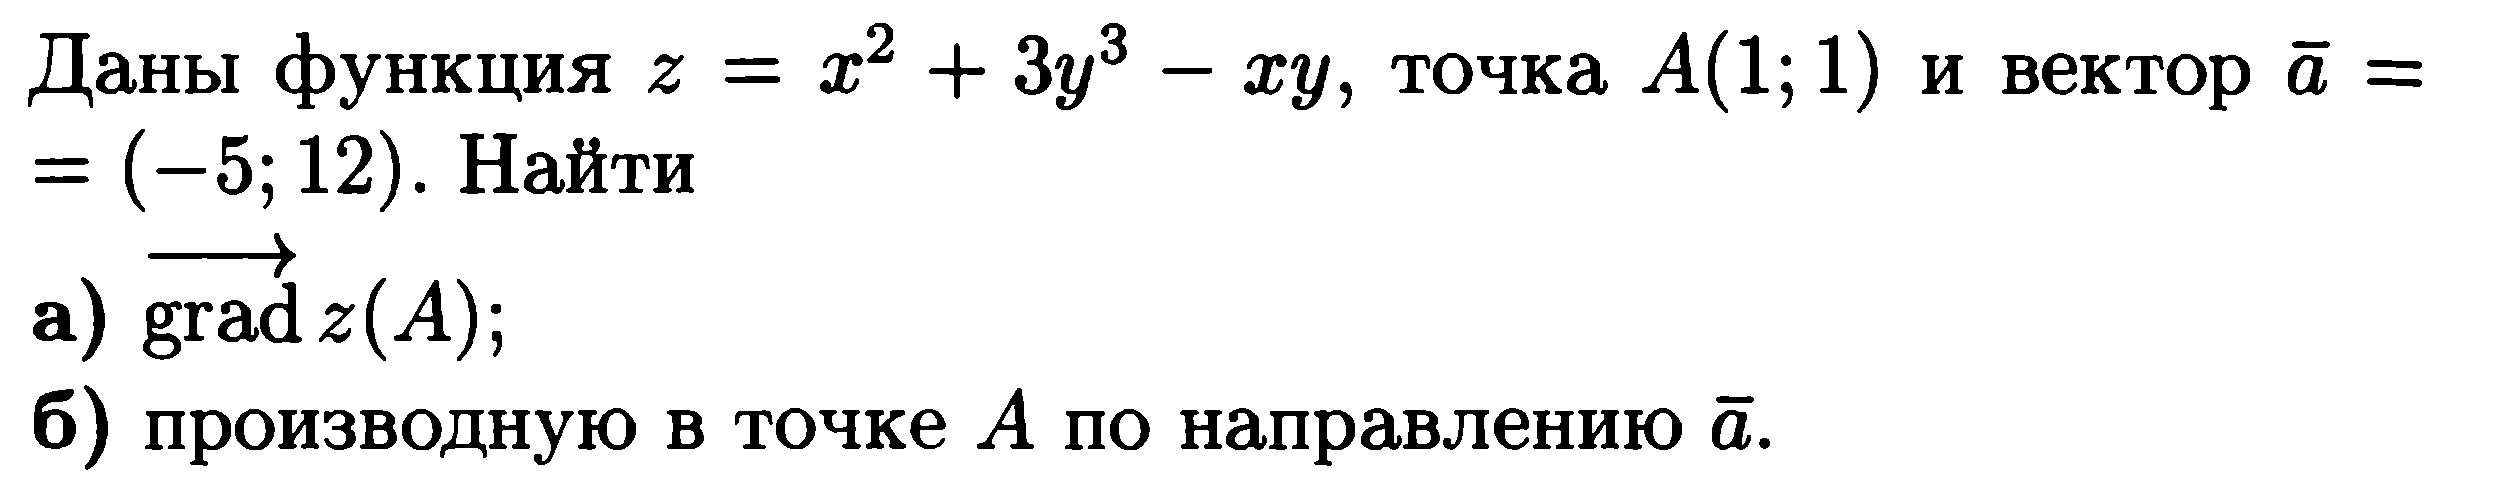 Даны функция z = x² + 3y³ − xy, точка A(1; 1) и вектор a̅ =
= (−5; 12). Найти
а) grad⃗ z(A);
б) производную в точке A по направлению a̅.